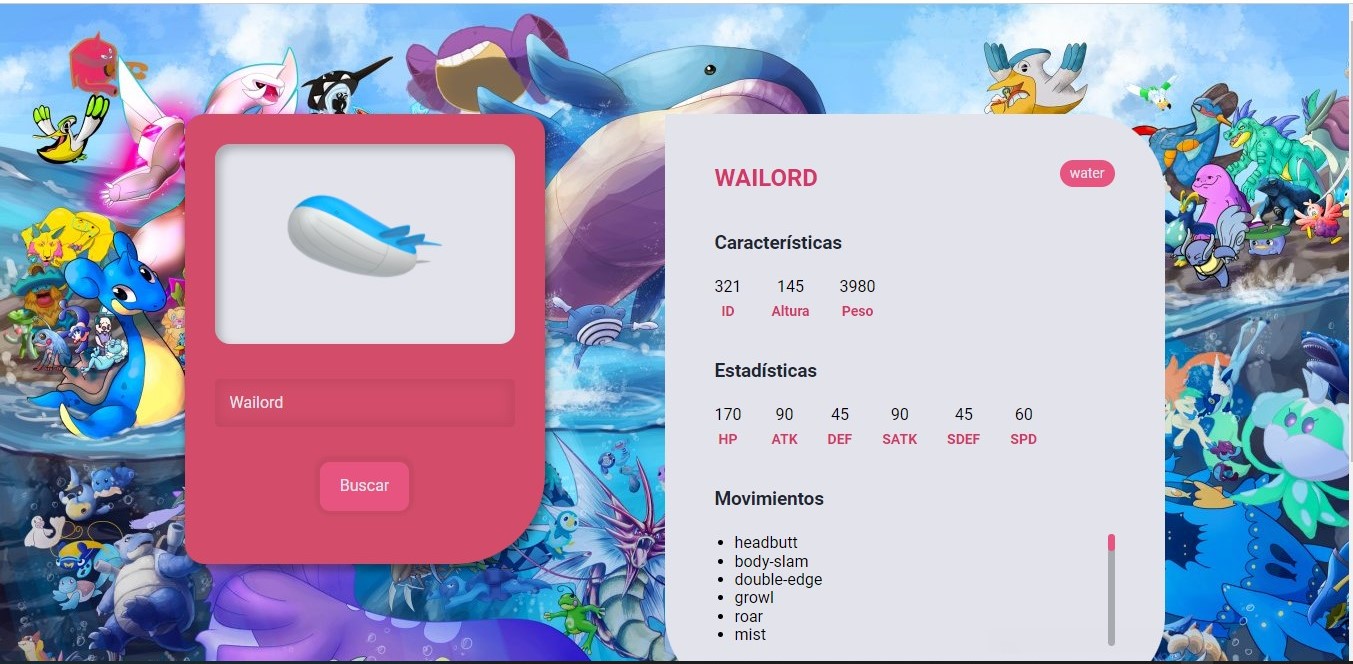 Wailord
Buscar
WAILORD
water
Características
321 145 3980
ID Altura Peso
Estadísticas
170 90 45 90 45 60
HP ATK DEF SATK SDEF SPD
Movimientos
headbutt
body-slam
double-edge
growl
roar
mist